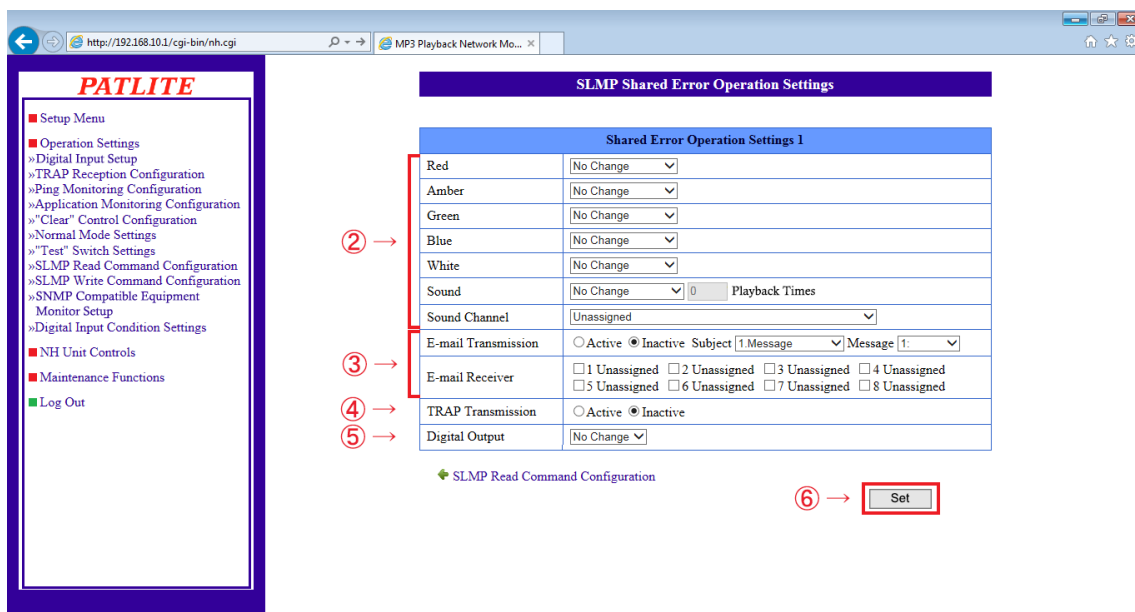 http://192.168.10.1/cgi-bin/nh.cgi
MP3 Playback Network Mo...
PATLITE
Setup Menu
Operation Settings
»Digital Input Setup
»TRAP Reception Configuration
»Ping Monitoring Configuration
»Application Monitoring Configuration
»"Clear" Control Configuration
»Normal Mode Settings
»"Test" Switch Settings
»SLMP Read Command Configuration
»SLMP Write Command Configuration
»SNMP Compatible Equipment
Monitor Setup
»Digital Input Condition Settings
NH Unit Controls
Maintenance Functions
Log Out
SLMP Shared Error Operation Settings
Shared Error Operation Settings 1
② →
Red No Change
Amber No Change
Green No Change
Blue No Change
White No Change
Sound No Change 0 Playback Times
Sound Channel Unassigned
③ →
E-mail Transmission Active Inactive Subject 1.Message Message 1:
E-mail Receiver 1 Unassigned 2 Unassigned 3 Unassigned 4 Unassigned
5 Unassigned 6 Unassigned 7 Unassigned 8 Unassigned
④ → TRAP Transmission Active Inactive
⑤ → Digital Output No Change
SLMP Read Command Configuration
⑥ → Set